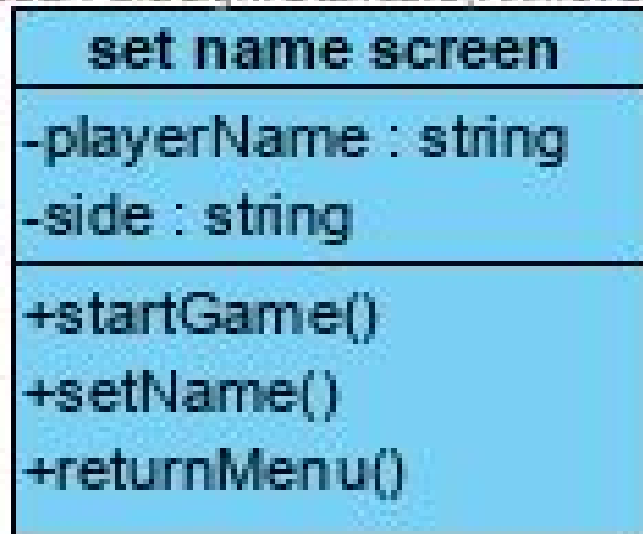 set name screen
-playerName : string
-side : string
+startGame()
+setName()
+returnMenu()